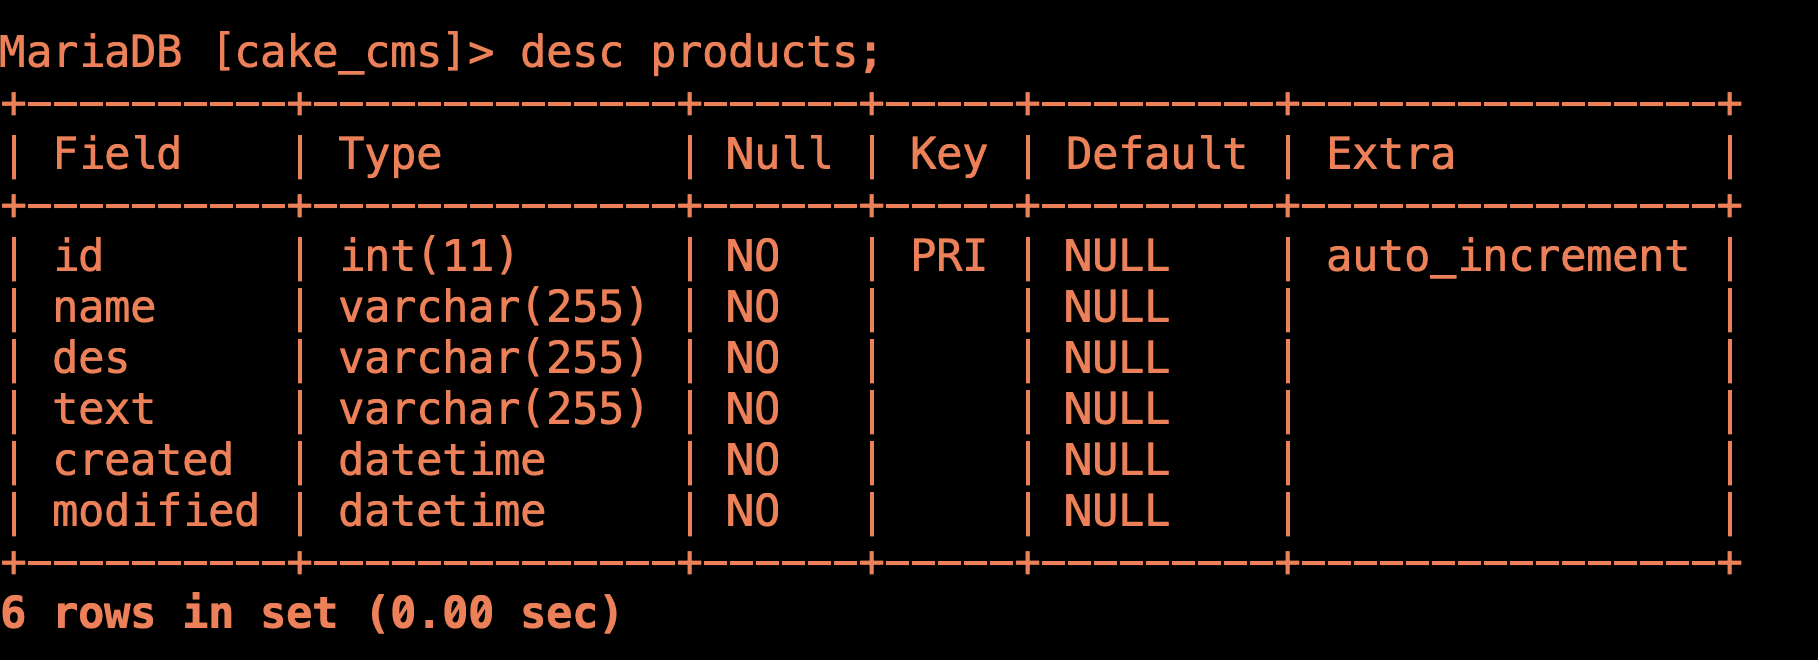 MariaDB [cake_cms]> desc products;
+----------+--------------+------+-----+---------+----------------+
| Field    | Type         | Null | Key | Default | Extra          |
+----------+--------------+------+-----+---------+----------------+
| id       | int(11)      | NO   | PRI | NULL    | auto_increment |
| name     | varchar(255) | NO   |     | NULL    |                |
| des      | varchar(255) | NO   |     | NULL    |                |
| text     | varchar(255) | NO   |     | NULL    |                |
| created  | datetime     | NO   |     | NULL    |                |
| modified | datetime     | NO   |     | NULL    |                |
+----------+--------------+------+-----+---------+----------------+
6 rows in set (0.00 sec)